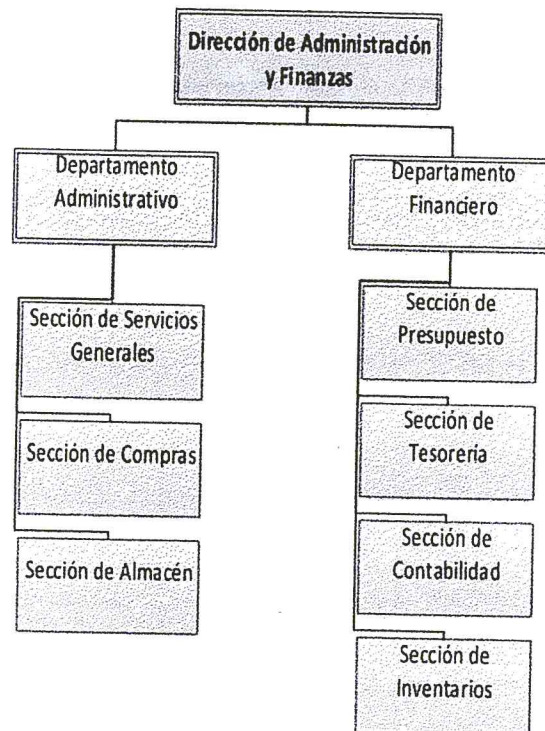 Dirección de Administración
y Finanzas
Departamento
Administrativo
Departamento
Financiero
Sección de Servicios
Generales
Sección de Compras
Sección de Almacén
Sección de
Presupuesto
Sección de
Tesorería
Sección de
Contabilidad
Sección de
Inventarios